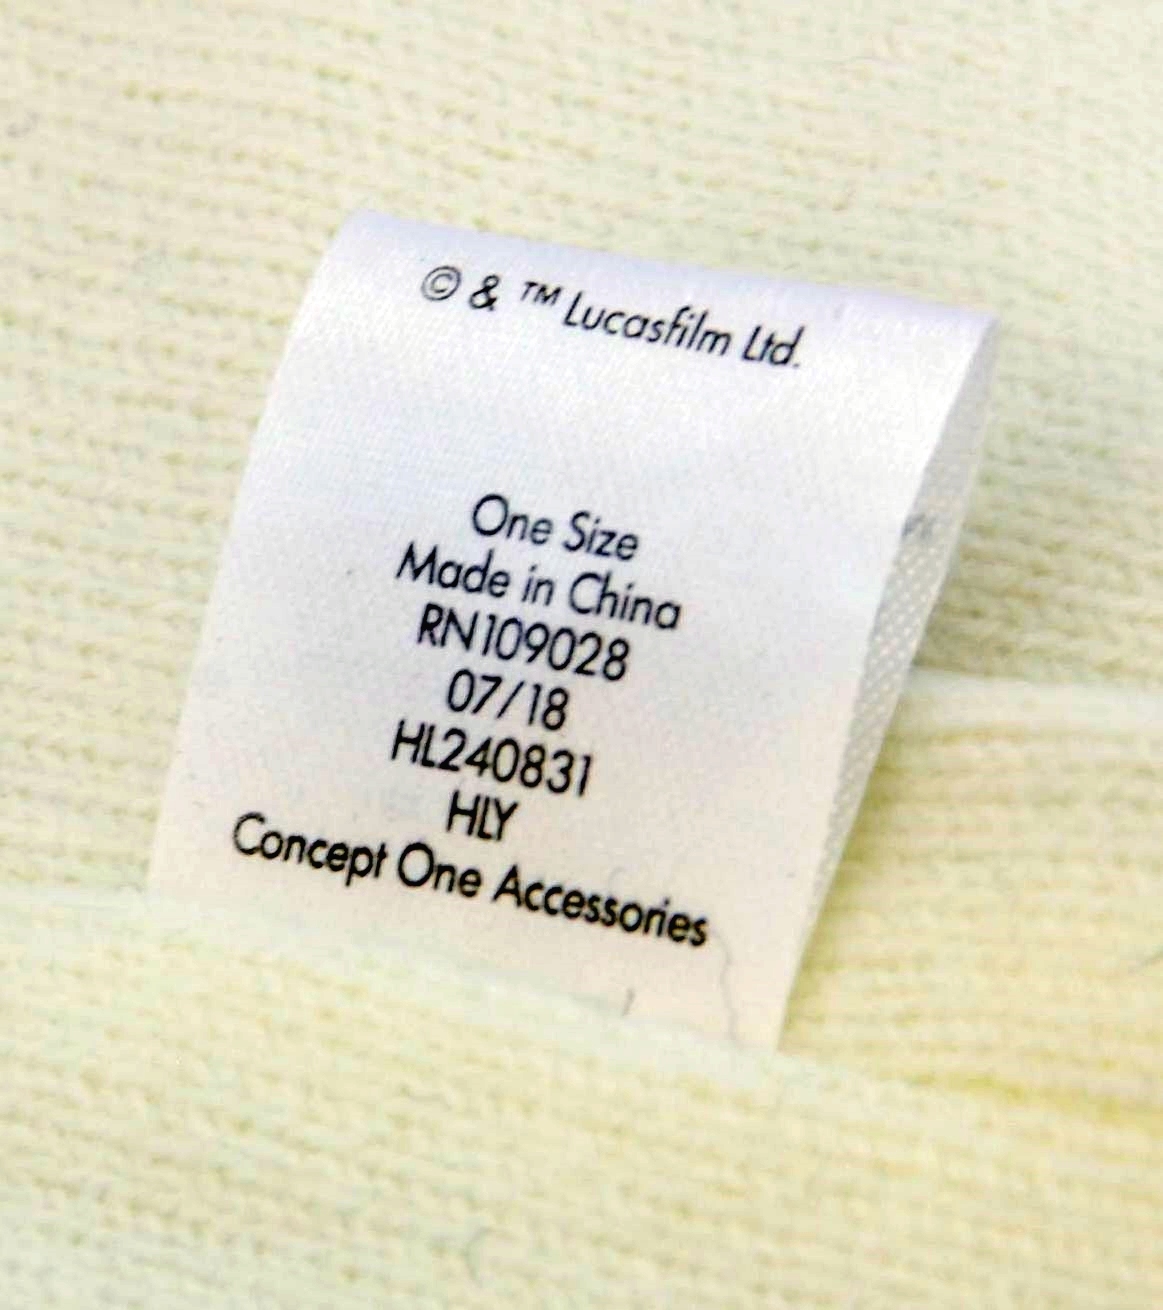 © & ™ Lucasfilm Ltd.
One Size
Made in China
RN109028
07/18
HL240831
HLY
Concept One Accessories